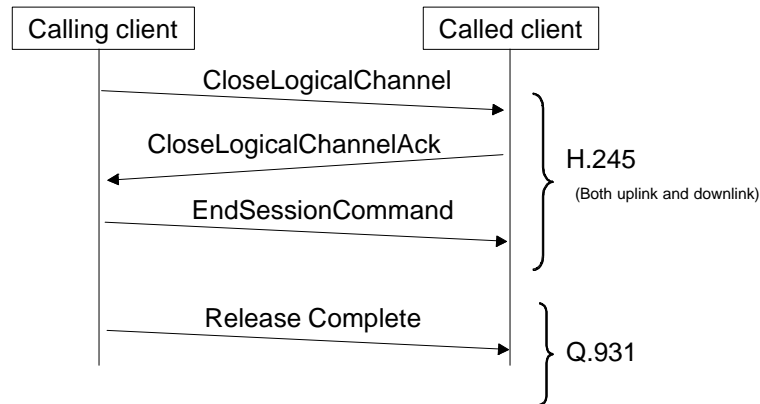 Calling client
Called client
CloseLogicalChannel
CloseLogicalChannelAck
H.245
(Both uplink and downlink)
EndSessionCommand
Release Complete
Q.931